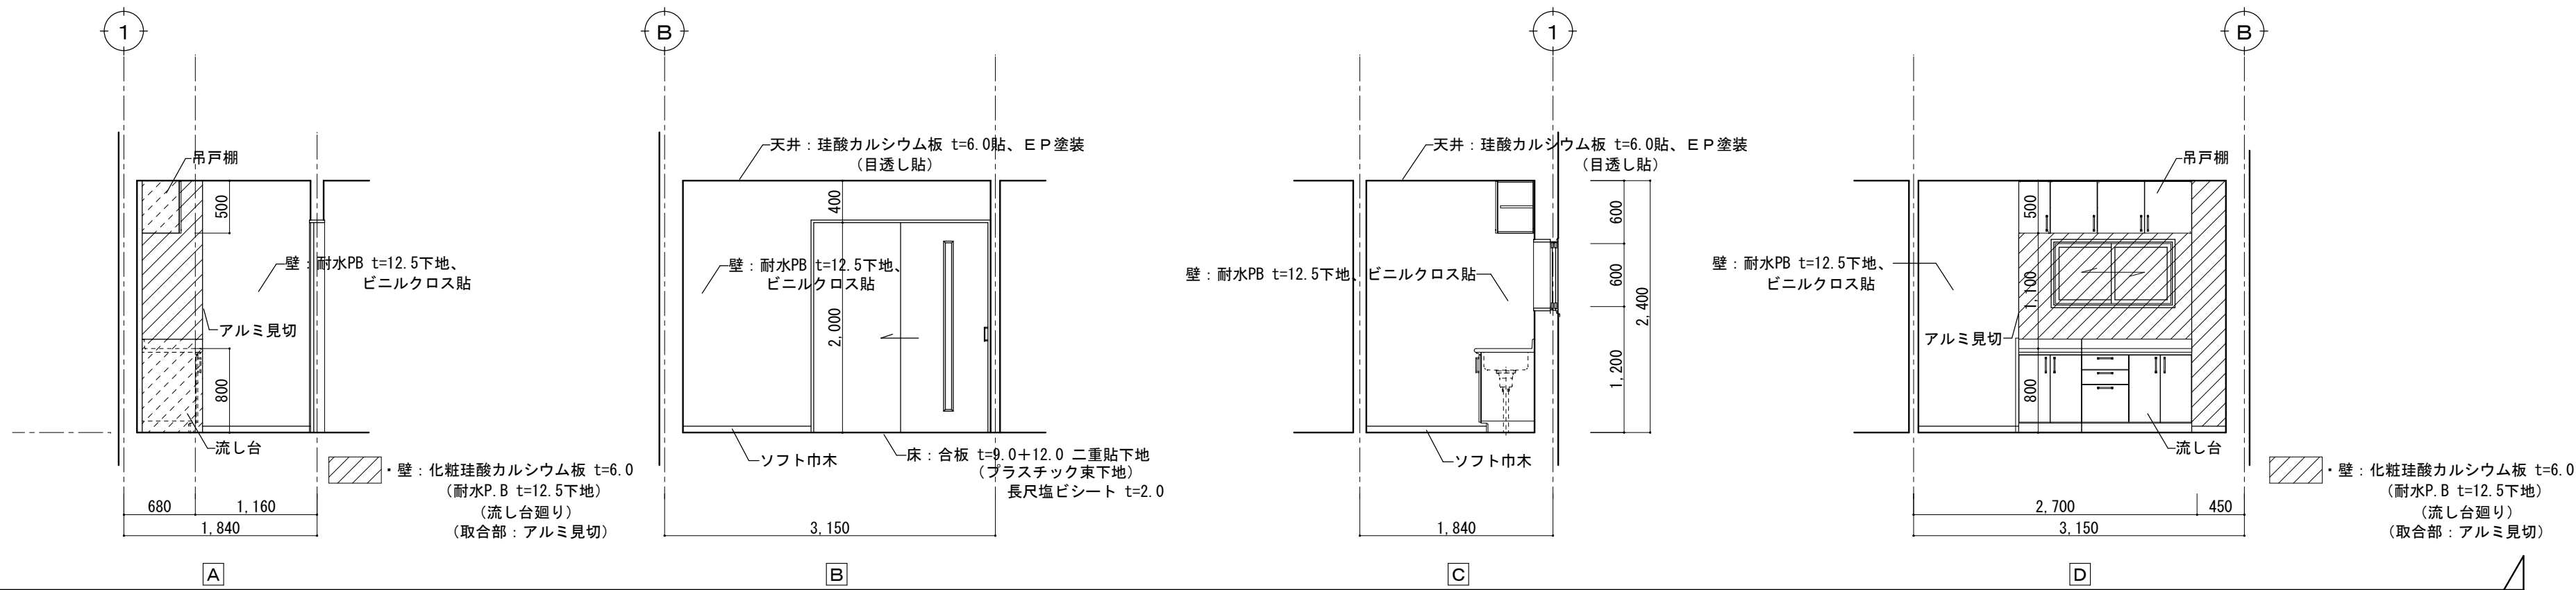 1
B
1
B
吊戸棚
500
壁：耐水PB t=12.5下地、
ビニルクロス貼
アルミ見切
800
流し台
・壁：化粧珪酸カルシウム板 t=6.0
（耐水P.B t=12.5下地）
（流し台廻り）
（取合部：アルミ見切）
680
1,160
1,840
A
天井：珪酸カルシウム板 t=6.0貼、ＥＰ塗装
（目透し貼）
400
壁：耐水PB t=12.5下地、
ビニルクロス貼
2,000
ソフト巾木
床：合板 t=9.0＋12.0 二重貼下地
（プラスチック束下地）
長尺塩ビシート t=2.0
3,150
B
天井：珪酸カルシウム板 t=6.0貼、ＥＰ塗装
（目透し貼）
600
壁：耐水PB t=12.5下地、ビニルクロス貼
600
2,400
1,200
ソフト巾木
1,840
C
吊戸棚
500
壁：耐水PB t=12.5下地、
ビニルクロス貼
1,100
アルミ見切
800
流し台
・壁：化粧珪酸カルシウム板 t=6.0
（耐水P.B t=12.5下地）
（流し台廻り）
（取合部：アルミ見切）
2,700
450
3,150
D